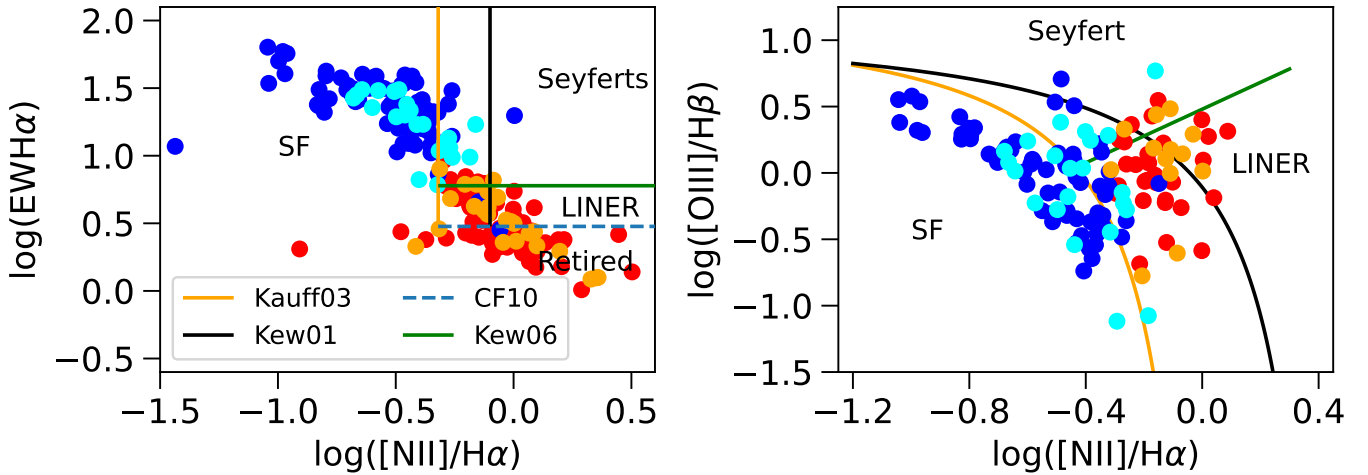 2.0
1.5
1.0
0.5
0.0
−0.5
log(EWHα)
Seyferts
SF
LINER
Retired
Kauff03
CF10
Kew01
Kew06
−1.5 −1.0 −0.5 0.0 0.5
log([NII]/Hα)
1.0
0.5
0.0
−0.5
−1.0
−1.5
log([OIII]/Hβ)
Seyfert
LINER
SF
−1.2 −0.8 −0.4 0.0 0.4
log([NII]/Hα)